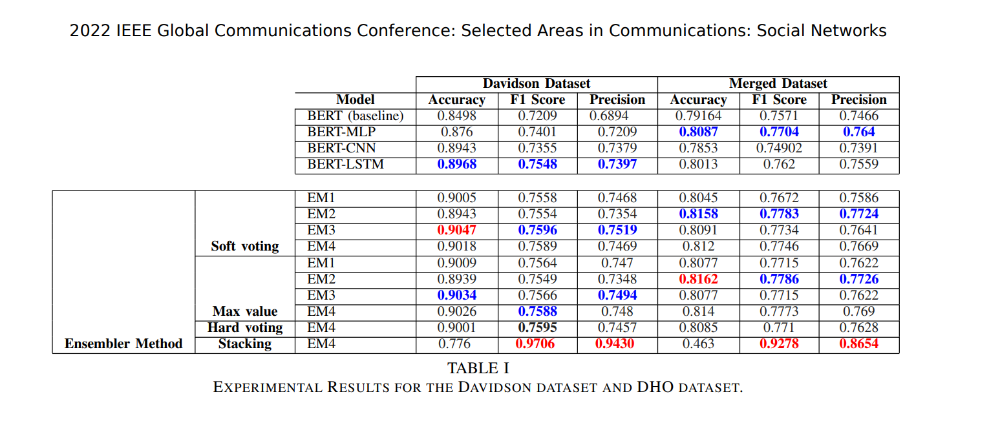 2022 IEEE Global Communications Conference: Selected Areas in Communications: Social Networks
Davidson Dataset Merged Dataset
Model Accuracy F1 Score Precision Accuracy F1 Score Precision
BERT (baseline) 0.8498 0.7209 0.6894 0.79164 0.7571 0.7466
BERT-MLP 0.876 0.7401 0.7209 0.8087 0.7704 0.764
BERT-CNN 0.8943 0.7355 0.7379 0.7853 0.74902 0.7391
BERT-LSTM 0.8968 0.7548 0.7397 0.8013 0.762 0.7559
EM1 0.9005 0.7558 0.7468 0.8045 0.7672 0.7586
EM2 0.8943 0.7554 0.7354 0.8158 0.7783 0.7724
EM3 0.9047 0.7596 0.7519 0.8091 0.7734 0.7641
Soft voting EM4 0.9018 0.7589 0.7469 0.812 0.7746 0.7669
EM1 0.9009 0.7564 0.747 0.8077 0.7715 0.7622
EM2 0.8939 0.7549 0.7348 0.8162 0.7786 0.7726
EM3 0.9034 0.7566 0.7494 0.8077 0.7715 0.7622
Max value EM4 0.9026 0.7588 0.748 0.814 0.7773 0.769
Hard voting EM4 0.9001 0.7595 0.7457 0.8085 0.771 0.7628
Ensembler Method Stacking EM4 0.776 0.9706 0.9430 0.463 0.9278 0.8654
TABLE I
EXPERIMENTAL RESULTS FOR THE DAVIDSON DATASET AND DHO DATASET.